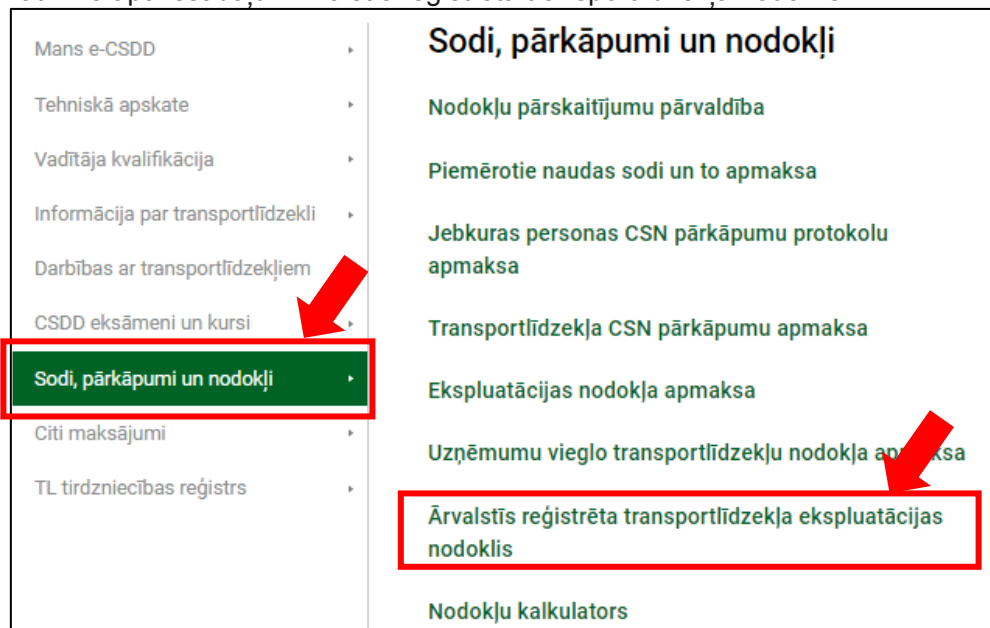 Mans e-CSDD
Tehniskā apskate
Vadītāja kvalifikācija
Informācija par transportlīdzekli
Darbības ar transportlīdzekļiem
CSDD eksāmeni un kursi
Sodi, pārkāpumi un nodokļi
Citi maksājumi
TL tirdzniecības reģistrs
Sodi, pārkāpumi un nodokļi
Nodokļu pārskaitījumu pārvaldība
Piemērotie naudas sodi un to apmaksa
Jebkuras personas CSN pārkāpumu protokolu
apmaksa
Transportlīdzekļa CSN pārkāpumu apmaksa
Ekspluatācijas nodokļa apmaksa
Uzņēmumu vieglo transportlīdzekļu nodokļa apmaksa
Ārvalstīs reģistrēta transportlīdzekļa ekspluatācijas
nodoklis
Nodokļu kalkulators